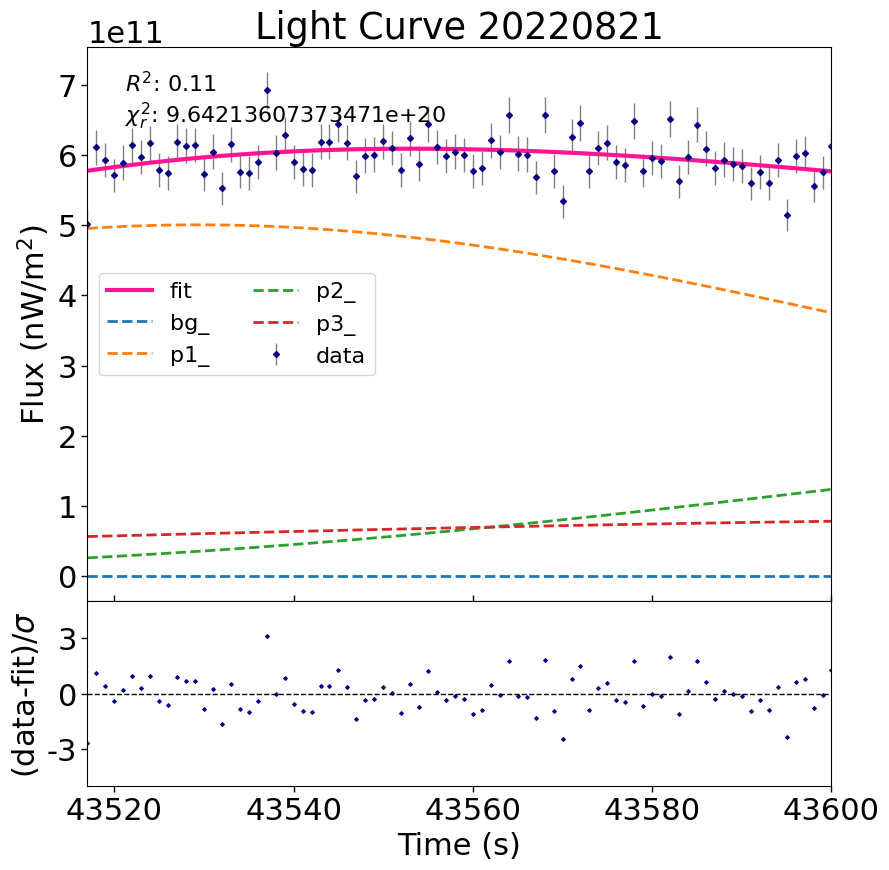 Light Curve 20220821
1e11
R²: 0.11
χ²ᵣ: 9.64213607373471e+20
7
6
5
4
3
2
1
0
Flux (nW/m²)
fit
bg_
p1_
p2_
p3_
data
3
0
-3
(data-fit)/σ
43520 43540 43560 43580 43600
Time (s)